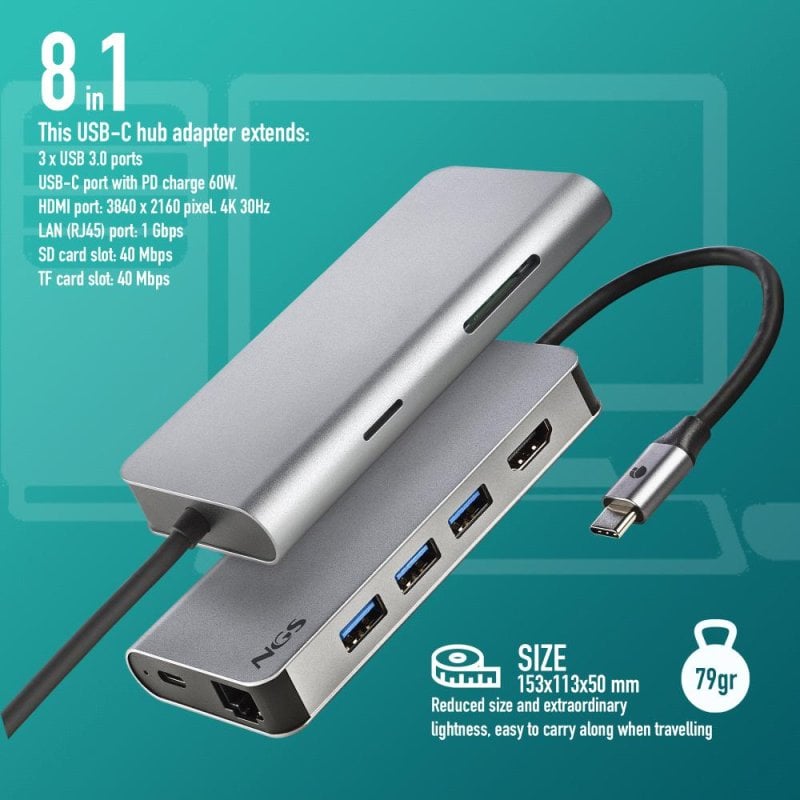 8 in 1
This USB-C hub adapter extends:
3 x USB 3.0 ports
USB-C port with PD charge 60W.
HDMI port: 3840 x 2160 pixel. 4K 30Hz
LAN (RJ45) port: 1 Gbps
SD card slot: 40 Mbps
TF card slot: 40 Mbps
NGS
SIZE
153x113x50 mm
Reduced size and extraordinary
lightness, easy to carry along when travelling
79gr